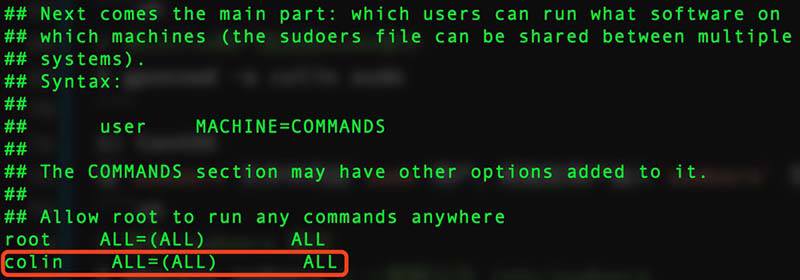 ## Next comes the main part: which users can run what software on
## which machines (the sudoers file can be shared between multiple
## systems).
## Syntax:
##
##      user    MACHINE=COMMANDS
##
## The COMMANDS section may have other options added to it.
##
## Allow root to run any commands anywhere
root    ALL=(ALL)       ALL
colin    ALL=(ALL)       ALL